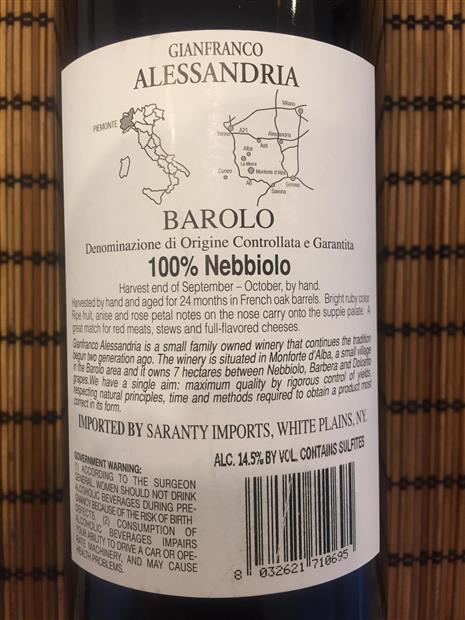 GIANFRANCO
ALESSANDRIA
PIEMONTE
Milano
Torino
A21
Alessandria
Asti
Alba
La Morra
Cuneo
Monforte d'Alba
A6
Genova
Savona
BAROLO
Denominazione di Origine Controllata e Garantita
100% Nebbiolo
Harvest end of September – October, by hand.
Harvested by hand and aged for 24 months in French oak barrels. Bright ruby color.
Ripe fruit, anise and rose petal notes on the nose carry onto the supple palate. A
great match for red meats, stews and full-flavored cheeses.
Gianfranco Alessandria is a small family owned winery that continues the tradition
begun two generation ago. The winery is situated in Monforte d'Alba, a small village
in the Barolo area and it owns 7 hectares between Nebbiolo, Barbera and Dolcetto
grapes.We have a single aim: maximum quality by rigorous control of yields,
respecting natural principles, time and methods required to obtain a product most
correct in its form.
IMPORTED BY SARANTY IMPORTS, WHITE PLAINS, NY.
ALC. 14.5% BY VOL. CONTAINS SULFITES
GOVERNMENT WARNING:
(1) ACCORDING TO THE SURGEON
GENERAL, WOMEN SHOULD NOT DRINK
ALCOHOLIC BEVERAGES DURING PRE-
GNANCY BECAUSE OF THE RISK OF BIRTH
DEFECTS. (2) CONSUMPTION OF
ALCOHOLIC BEVERAGES IMPAIRS
YOUR ABILITY TO DRIVE A CAR OR OPE-
RATE MACHINERY, AND MAY CAUSE
HEALTH PROBLEMS.
8 032621 710695